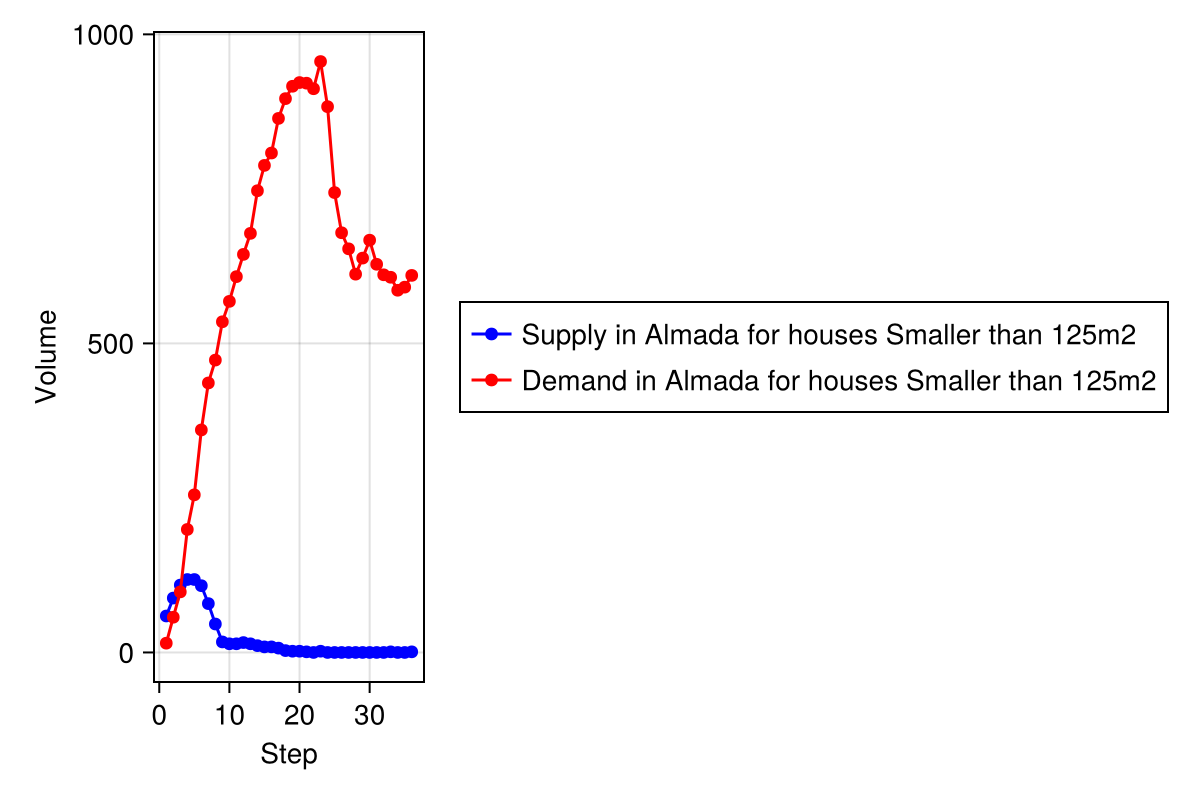 1000
500
0
Volume
0 10 20 30
Step
Supply in Almada for houses Smaller than 125m2
Demand in Almada for houses Smaller than 125m2